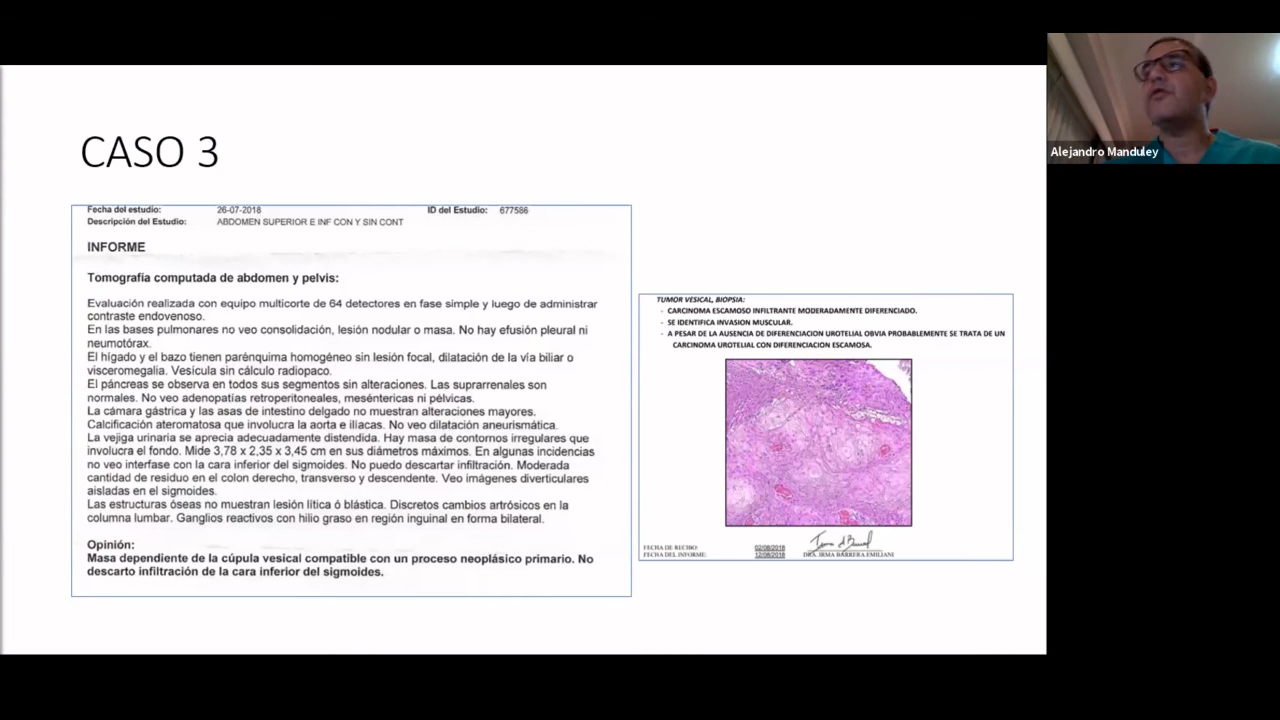 CASO 3
Fecha del estudio: 26-07-2018 ID del Estudio: 677586
Descripción del Estudio: ABDOMEN SUPERIOR E INF CON Y SIN CONT
INFORME
Tomografía computada de abdomen y pelvis:
Evaluación realizada con equipo multicorte de 64 detectores en fase simple y luego de administrar
contraste endovenoso.
En las bases pulmonares no veo consolidación, lesión nodular o masa. No hay efusión pleural ni
neumotórax.
El hígado y el bazo tienen parénquima homogéneo sin lesión focal, dilatación de la vía biliar o
visceromegalia. Vesícula sin cálculo radiopaco.
El páncreas se observa en todos sus segmentos sin alteraciones. Las suprarrenales son
normales. No veo adenopatías retroperitoneales, meséntericas ni pélvicas.
La cámara gástrica y las asas de intestino delgado no muestran alteraciones mayores.
Calcificación ateromatosa que involucra la aorta e iliacas. No veo dilatación aneurismática.
La vejiga urinaria se aprecia adecuadamente distendida. Hay masa de contornos irregulares que
involucra el fondo. Mide 3,78 x 2,35 x 3,45 cm en sus diámetros máximos. En algunas incidencias
no veo interfase con la cara inferior del sigmoides. No puedo descartar infiltración. Moderada
cantidad de residuo en el colon derecho, transverso y descendente. Veo imágenes diverticulares
aisladas en el sigmoides.
Las estructuras óseas no muestran lesión lítica ó blástica. Discretos cambios artrósicos en la
columna lumbar. Ganglios reactivos con hilio graso en región inguinal en forma bilateral.
Opinión:
Masa dependiente de la cúpula vesical compatible con un proceso neoplásico primario. No
descarto infiltración de la cara inferior del sigmoides.
TUMOR VESICAL, BIOPSIA:
- CARCINOMA ESCAMOSO INFILTRANTE MODERADAMENTE DIFERENCIADO.
- SE IDENTIFICA INVASION MUSCULAR.
- A PESAR DE LA AUSENCIA DE DIFERENCIACION UROTELIAL OBVIA PROBABLEMENTE SE TRATA DE UN
CARCINOMA UROTELIAL CON DIFERENCIACION ESCAMOSA.
FECHA DE RECIBO: 02/08/2018
FECHA DEL INFORME: 12/08/2018 DRA. IRMA BARRERA EMILIANI
Alejandro Manduley